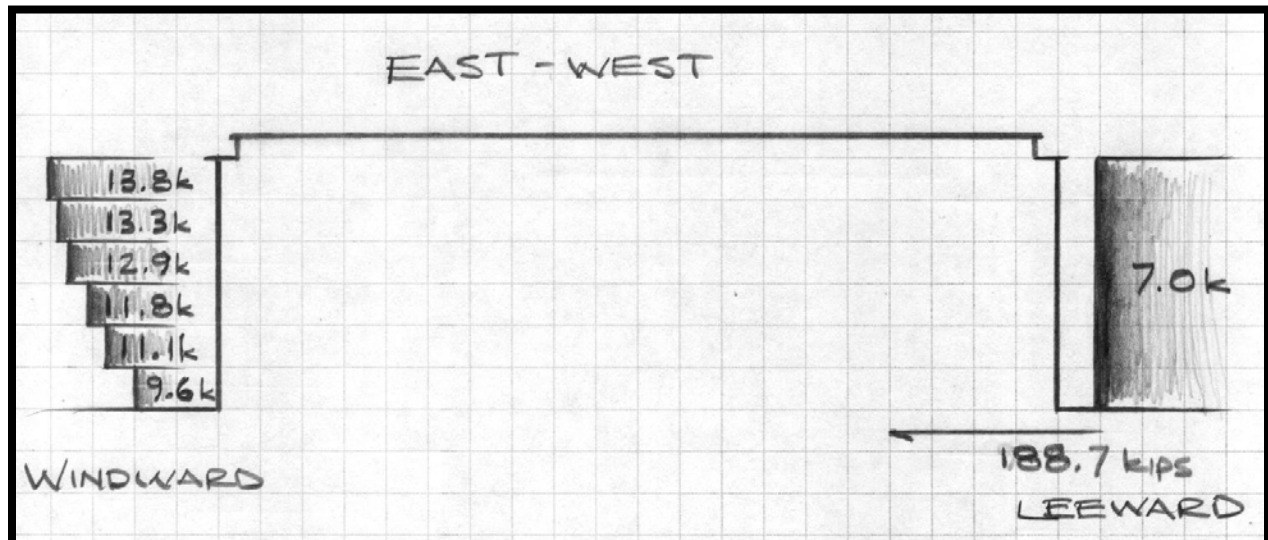 EAST - WEST
13.8k
13.3k
12.9k
11.8k
11.1k
9.6k
7.0k
188.7 kips
WINDWARD
LEEWARD